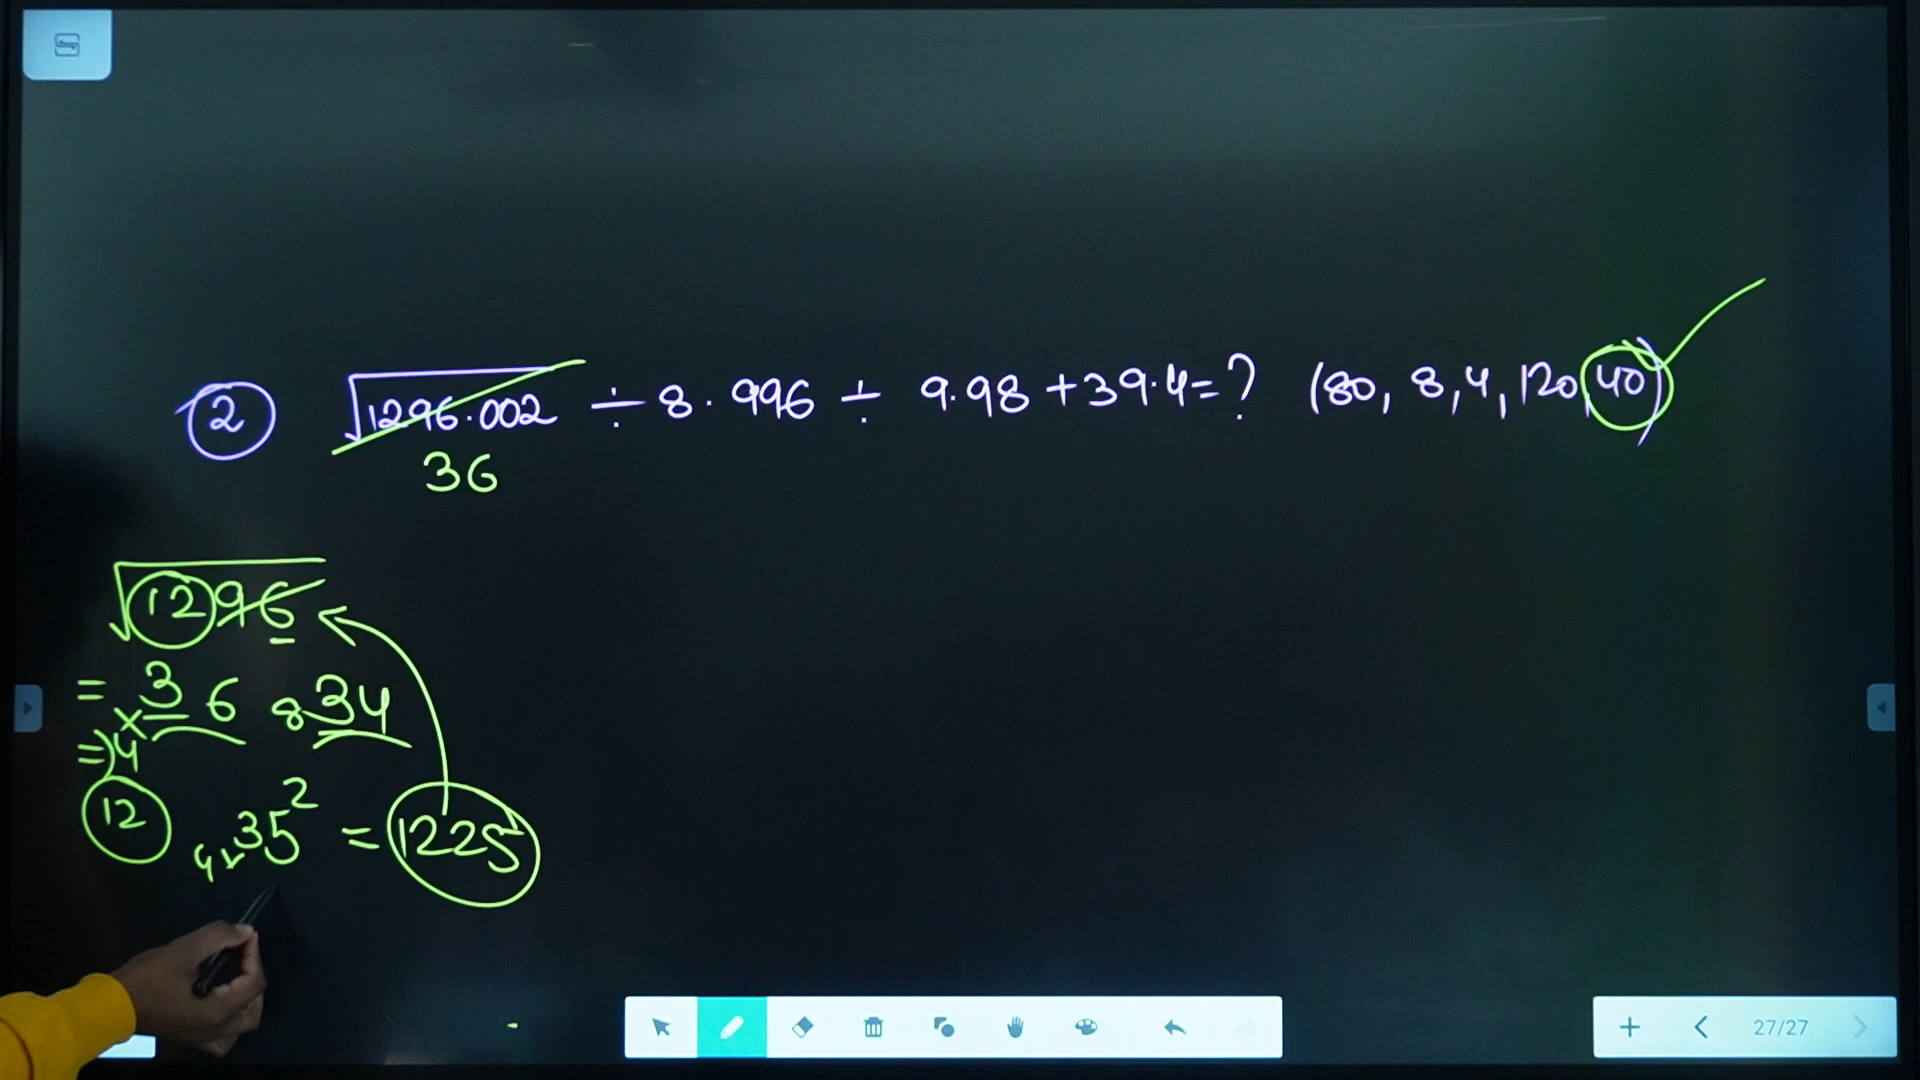 2 √1296.002 ÷ 8.996 ÷ 9.98 + 39.4 = ? (80, 8, 4, 120, 40)
36
√1296
= 3 6 8 34
⇒ ×4
12 4× 35² = 1225
27/27